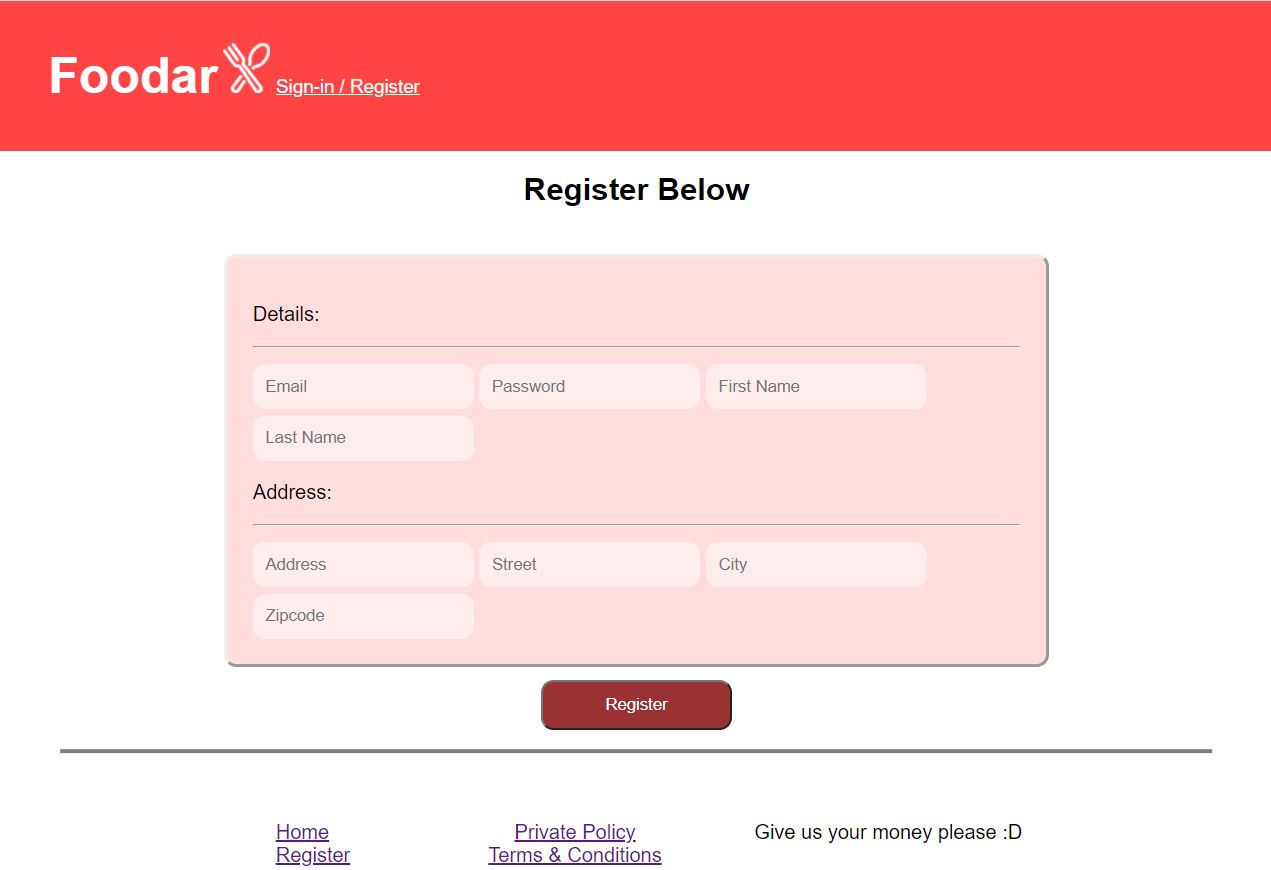 Foodar Sign-in / Register
Register Below
Details:
Email Password First Name
Last Name
Address:
Address Street City
Zipcode
Register
Home Private Policy Give us your money please :D
Register Terms & Conditions